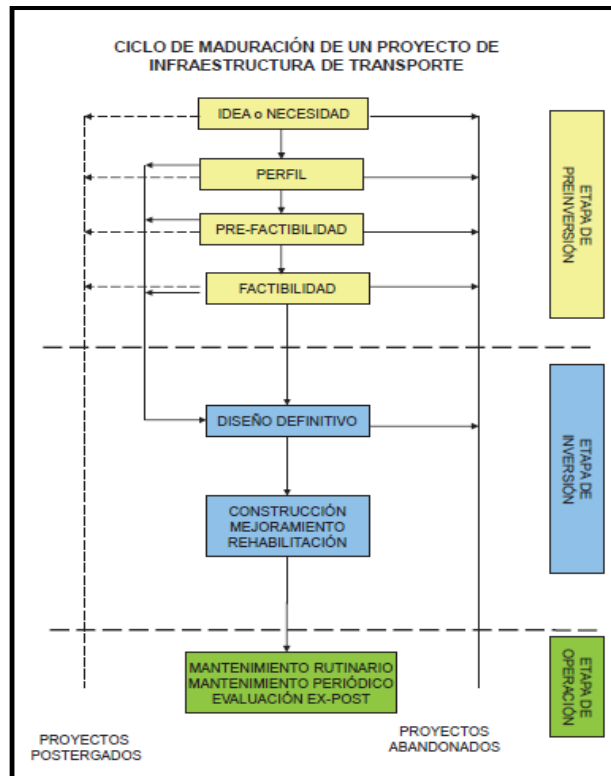 CICLO DE MADURACIÓN DE UN PROYECTO DE
INFRAESTRUCTURA DE TRANSPORTE
IDEA o NECESIDAD
PERFIL
PRE-FACTIBILIDAD
FACTIBILIDAD
ETAPA DE
PREINVERSIÓN
DISEÑO DEFINITIVO
CONSTRUCCIÓN
MEJORAMIENTO
REHABILITACIÓN
ETAPA DE
INVERSIÓN
MANTENIMIENTO RUTINARIO
MANTENIMIENTO PERIÓDICO
EVALUACIÓN EX-POST
ETAPA DE
OPERACIÓN
PROYECTOS
POSTERGADOS
PROYECTOS
ABANDONADOS